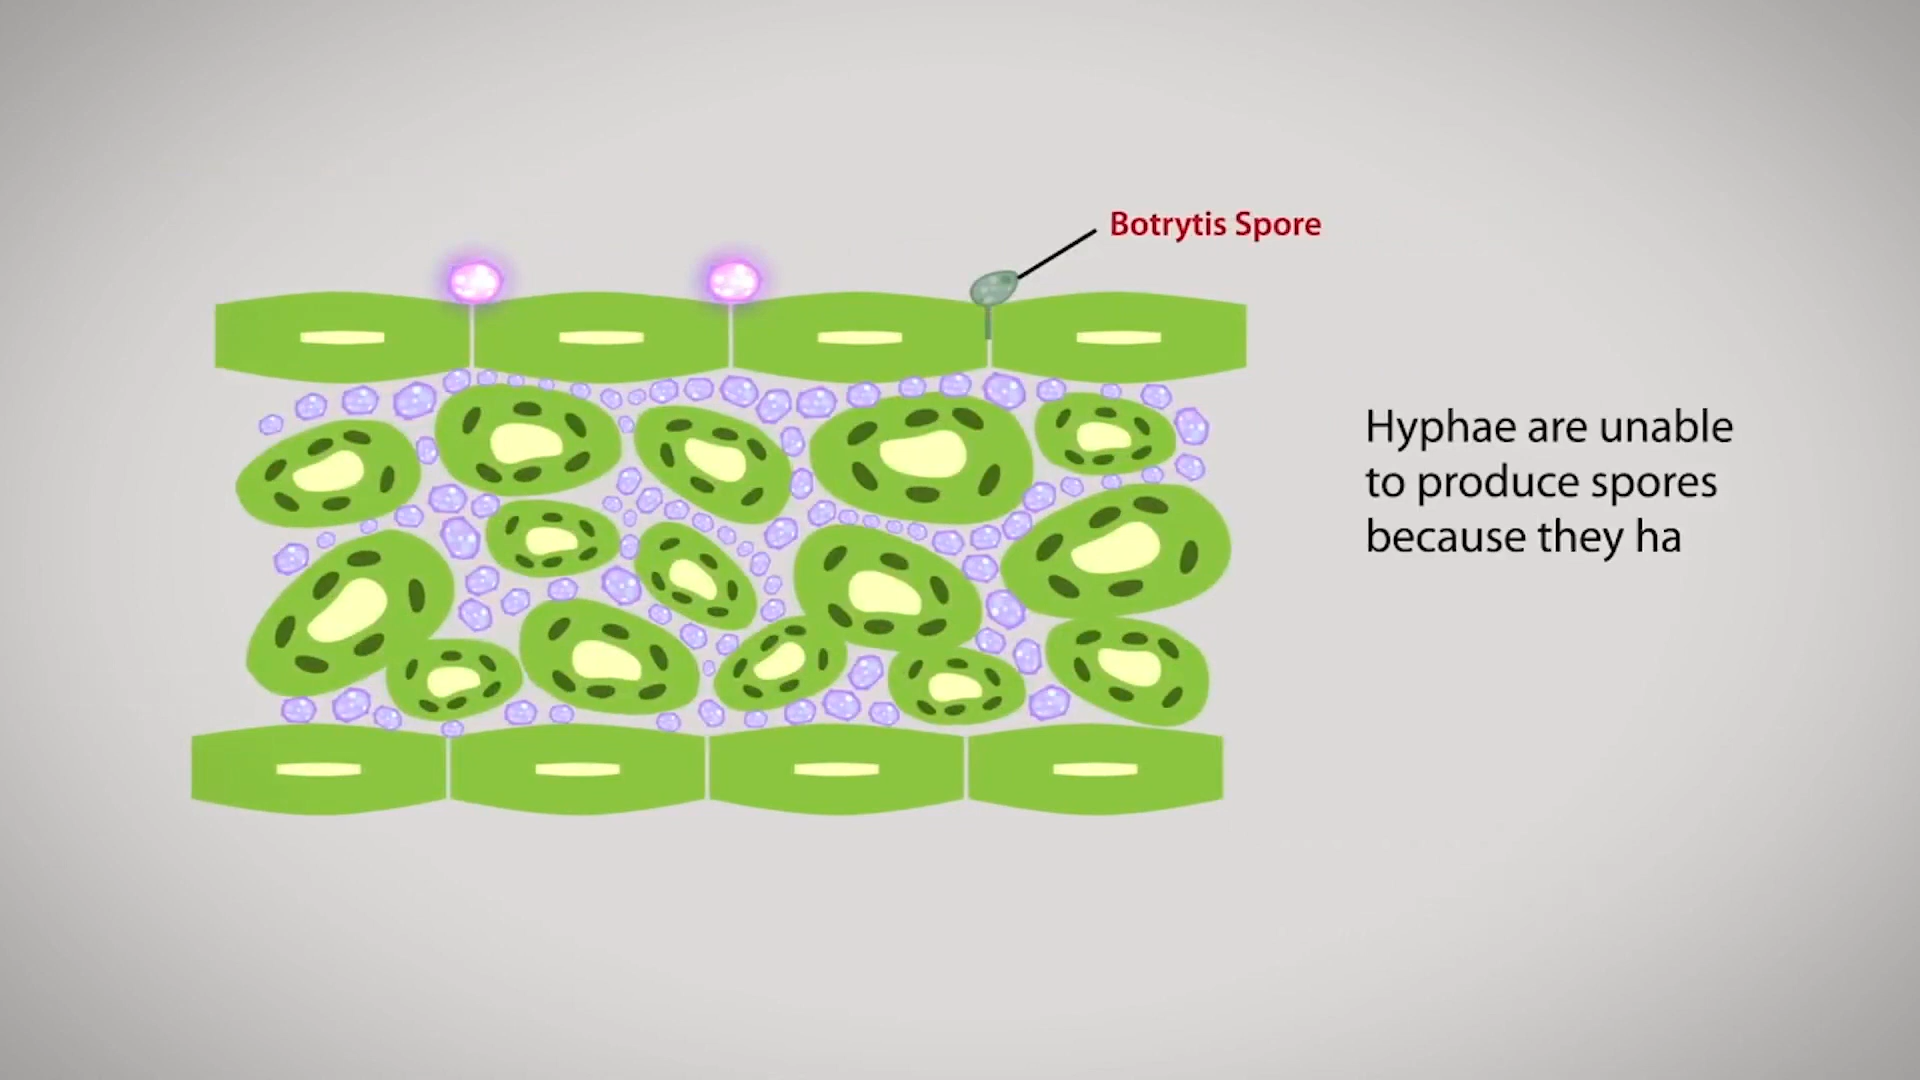 Botrytis Spore
Hyphae are unable
to produce spores
because they ha